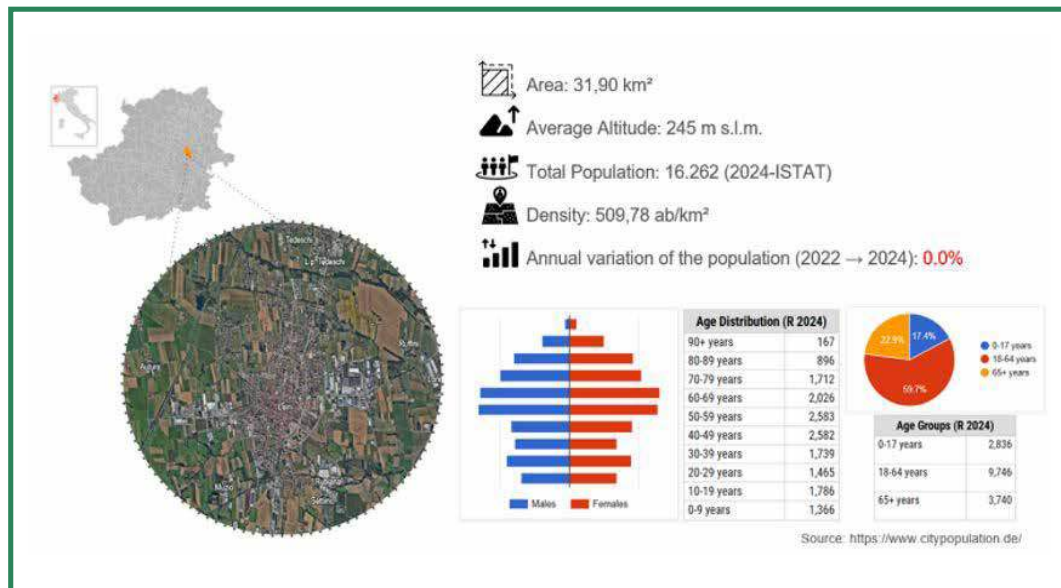 Area: 31,90 km²
Average Altitude: 245 m s.l.m.
Total Population: 16.262 (2024-ISTAT)
Density: 509,78 ab/km²
Annual variation of the population (2022 → 2024): 0.0%
Tedeschi
Tedeschi
Males
Females
Age Distribution (R 2024)
90+ years 167
80-89 years 896
70-79 years 1,712
60-69 years 2,026
50-59 years 2,583
40-49 years 2,582
30-39 years 1,739
20-29 years 1,465
10-19 years 1,786
0-9 years 1,366
22.9%
17.4%
59.7%
0-17 years
18-64 years
65+ years
Age Groups (R 2024)
0-17 years 2,836
18-64 years 9,746
65+ years 3,740
Source: https://www.citypopulation.de/